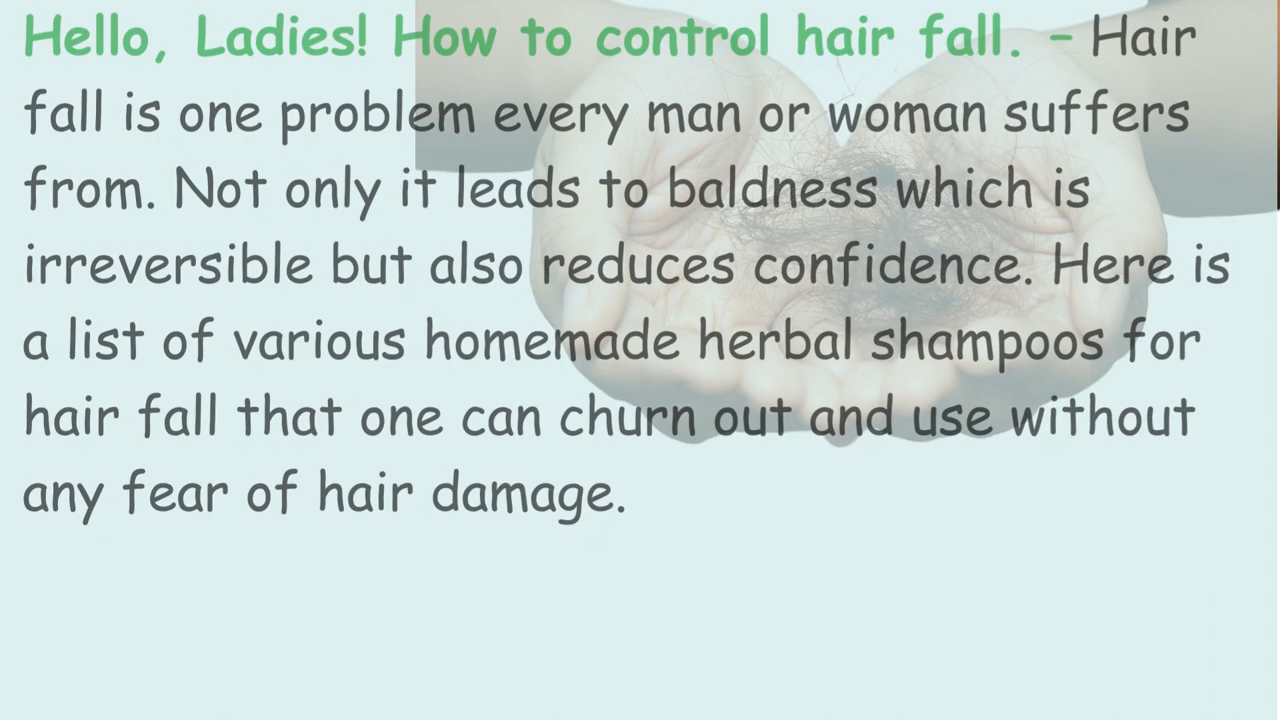 Hello, Ladies! How to control hair fall. – Hair
fall is one problem every man or woman suffers
from. Not only it leads to baldness which is
irreversible but also reduces confidence. Here is
a list of various homemade herbal shampoos for
hair fall that one can churn out and use without
any fear of hair damage.